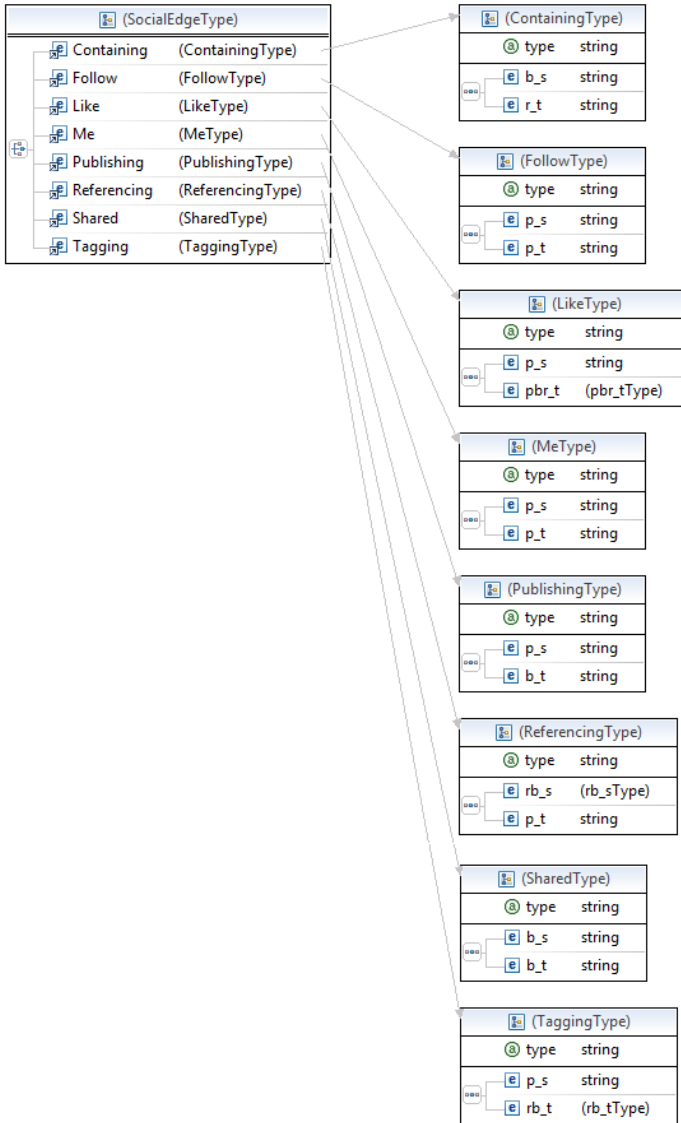 (SocialEdgeType)
Containing (ContainingType)
Follow (FollowType)
Like (LikeType)
Me (MeType)
Publishing (PublishingType)
Referencing (ReferencingType)
Shared (SharedType)
Tagging (TaggingType)
(ContainingType)
a type string
e b_s string
e r_t string
(FollowType)
a type string
e p_s string
e p_t string
(LikeType)
a type string
e p_s string
e pbr_t (pbr_tType)
(MeType)
a type string
e p_s string
e p_t string
(PublishingType)
a type string
e p_s string
e b_t string
(ReferencingType)
a type string
e rb_s (rb_sType)
e p_t string
(SharedType)
a type string
e b_s string
e b_t string
(TaggingType)
a type string
e p_s string
e rb_t (rb_tType)